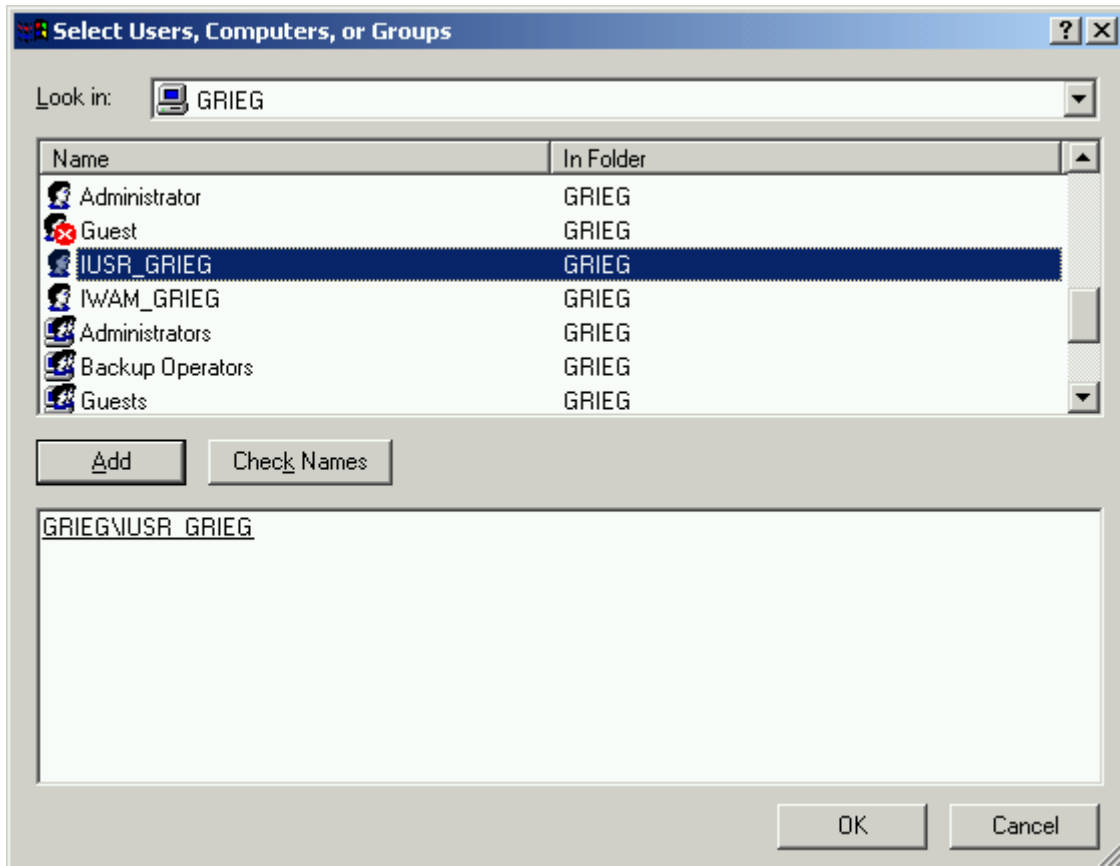 Select Users, Computers, or Groups
Look in: GRIEG
Name In Folder
Administrator GRIEG
Guest GRIEG
IUSR_GRIEG GRIEG
IWAM_GRIEG GRIEG
Administrators GRIEG
Backup Operators GRIEG
Guests GRIEG
Add Check Names
GRIEG\IUSR_GRIEG
OK Cancel